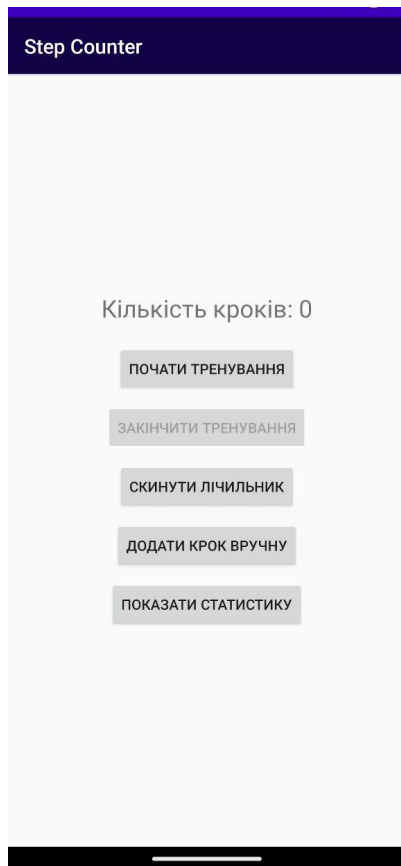 Step Counter
Кількість кроків: 0
ПОЧАТИ ТРЕНУВАННЯ
ЗАКІНЧИТИ ТРЕНУВАННЯ
СКИНУТИ ЛІЧИЛЬНИК
ДОДАТИ КРОК ВРУЧНУ
ПОКАЗАТИ СТАТИСТИКУ